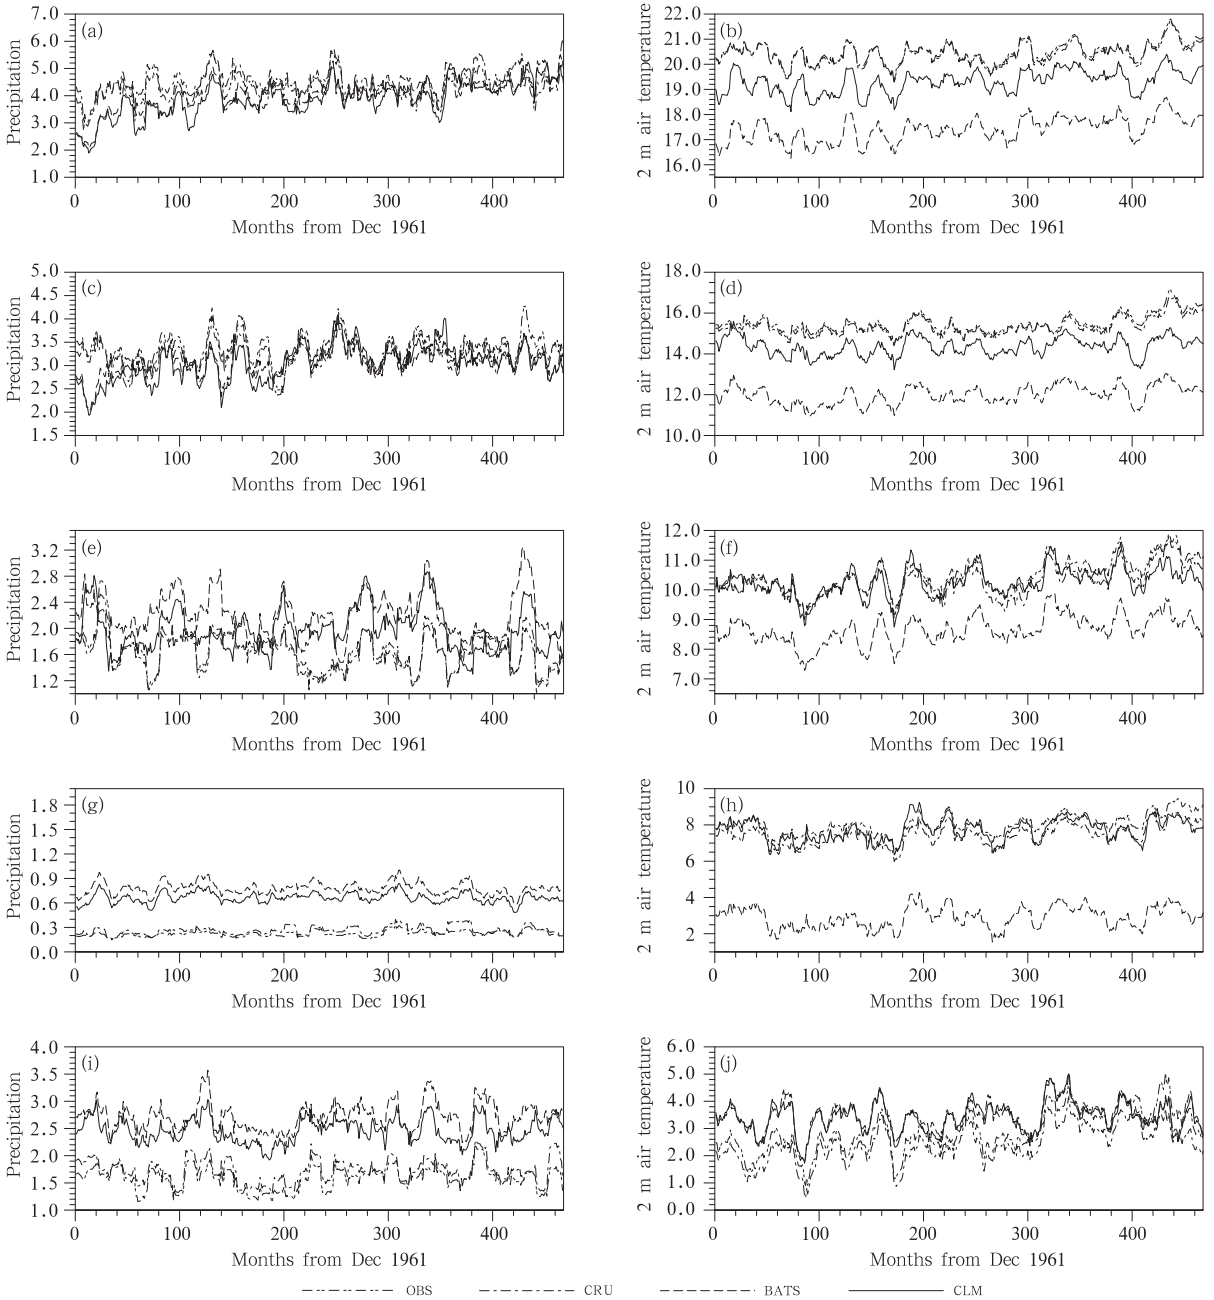 7.0
6.0
5.0
4.0
3.0
2.0
1.0
Precipitation
(a)
0 100 200 300 400
Months from Dec 1961
22.0
21.0
20.0
19.0
18.0
17.0
16.0
2 m air temperature
(b)
0 100 200 300 400
Months from Dec 1961
5.0
4.5
4.0
3.5
3.0
2.5
2.0
1.5
Precipitation
(c)
0 100 200 300 400
Months from Dec 1961
18.0
16.0
14.0
12.0
10.0
2 m air temperature
(d)
0 100 200 300 400
Months from Dec 1961
3.2
2.8
2.4
2.0
1.6
1.2
Precipitation
(e)
0 100 200 300 400
Months from Dec 1961
12.0
11.0
10.0
9.0
8.0
7.0
2 m air temperature
(f)
0 100 200 300 400
Months from Dec 1961
1.8
1.5
1.2
0.9
0.6
0.3
0.0
Precipitation
(g)
0 100 200 300 400
Months from Dec 1961
10
8
6
4
2
2 m air temperature
(h)
0 100 200 300 400
Months from Dec 1961
4.0
3.5
3.0
2.5
2.0
1.5
1.0
Precipitation
(i)
0 100 200 300 400
Months from Dec 1961
6.0
5.0
4.0
3.0
2.0
1.0
0.0
2 m air temperature
(j)
0 100 200 300 400
Months from Dec 1961
OBS CRU BATS CLM